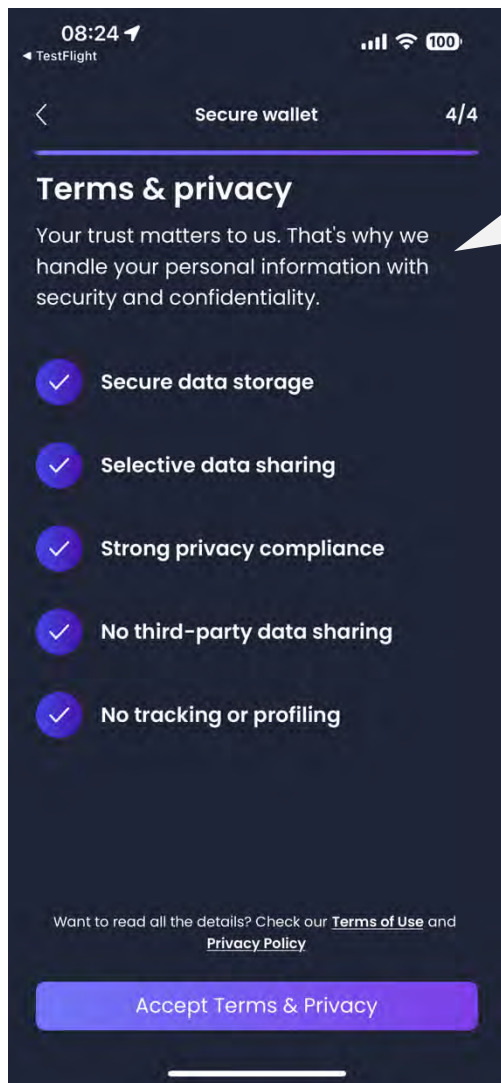 08:24
100
◀ TestFlight
Secure wallet
4/4
Terms & privacy
Your trust matters to us. That's why we
handle your personal information with
security and confidentiality.
Secure data storage
Selective data sharing
Strong privacy compliance
No third-party data sharing
No tracking or profiling
Want to read all the details? Check our Terms of Use and
Privacy Policy
Accept Terms & Privacy